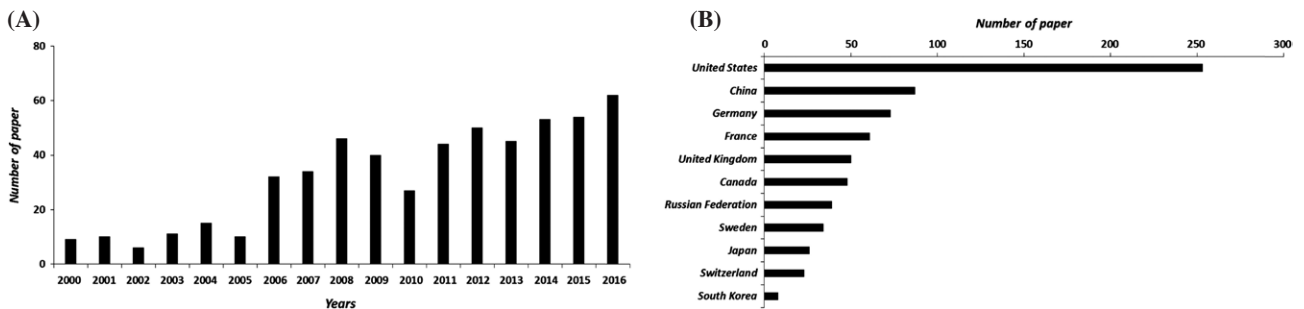 (A)
80
60
40
20
0
Number of paper
2000 2001 2002 2003 2004 2005 2006 2007 2008 2009 2010 2011 2012 2013 2014 2015 2016
Years
(B)
Number of paper
0 50 100 150 200 250 300
United States
China
Germany
France
United Kingdom
Canada
Russian Federation
Sweden
Japan
Switzerland
South Korea